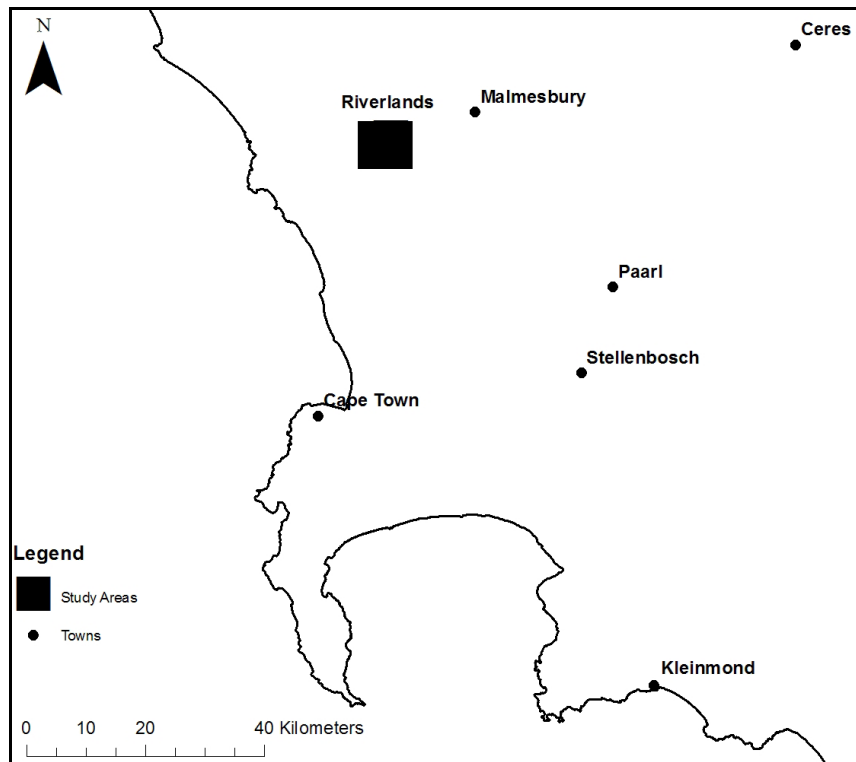 N
Ceres
Malmesbury
Riverlands
Paarl
Stellenbosch
Cape Town
Legend
Study Areas
Towns
Kleinmond
0 10 20 40 Kilometers